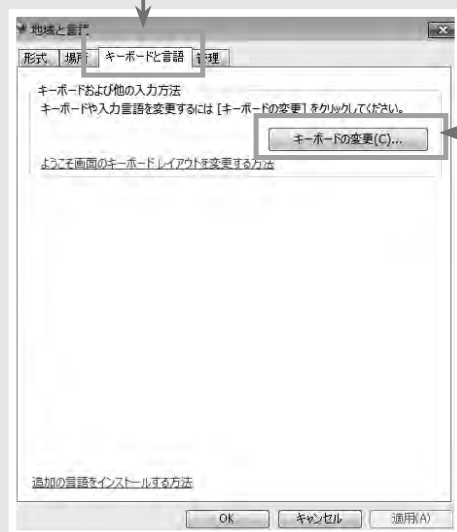 地域と言語
形式 場所 キーボードと言語 管理
キーボードおよび他の入力方法
キーボードや入力言語を変更するには [キーボードの変更] をクリックしてください。
キーボードの変更(C)...
ようこそ画面のキーボード レイアウトを変更する方法
追加の言語をインストールする方法
OK キャンセル 適用(A)